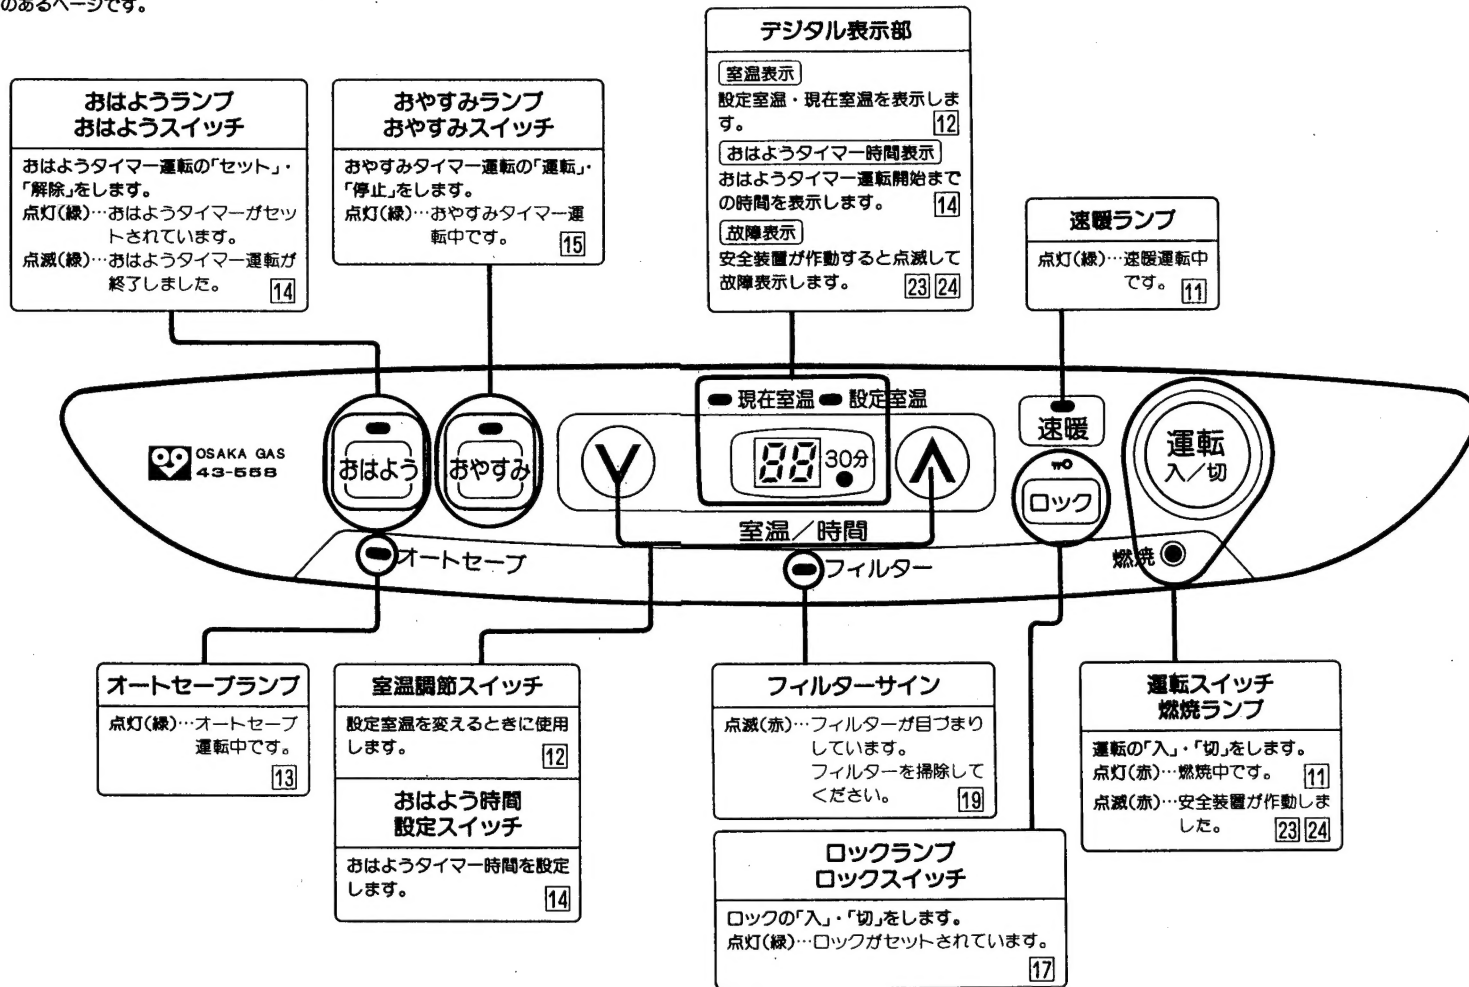 のあるページです。
デジタル表示部
室温表示
設定室温・現在室温を表示しま
す。 12
おはようタイマー時間表示
おはようタイマー運転開始まで
の時間を表示します。 14
故障表示
安全装置が作動すると点滅して
故障表示します。 23 24
おはようランプ
おはようスイッチ
おはようタイマー運転の「セット」・
「解除」をします。
点灯(緑)…おはようタイマーがセッ
トされています。
点滅(緑)…おはようタイマー運転が
終了しました。 14
おやすみランプ
おやすみスイッチ
おやすみタイマー運転の「運転」・
「停止」をします。
点灯(緑)…おやすみタイマー運
転中です。 15
速暖ランプ
点灯(緑)…速暖運転中
です。 11
OSAKA GAS
43-558
おはよう
おやすみ
現在室温 設定室温
88 30分
室温/時間
速暖
ロック
運転
入/切
オートセーブ
フィルター
燃焼
オートセーブランプ
点灯(緑)…オートセーブ
運転中です。
13
室温調節スイッチ
設定室温を変えるときに使用
します。 12
おはよう時間
設定スイッチ
おはようタイマー時間を設定
します。 14
フィルターサイン
点滅(赤)…フィルターが目づまり
しています。
フィルターを掃除して
ください。 19
ロックランプ
ロックスイッチ
ロックの「入」・「切」をします。
点灯(緑)…ロックがセットされています。
17
運転スイッチ
燃焼ランプ
運転の「入」・「切」をします。
点灯(赤)…燃焼中です。 11
点滅(赤)…安全装置が作動しま
した。 23 24